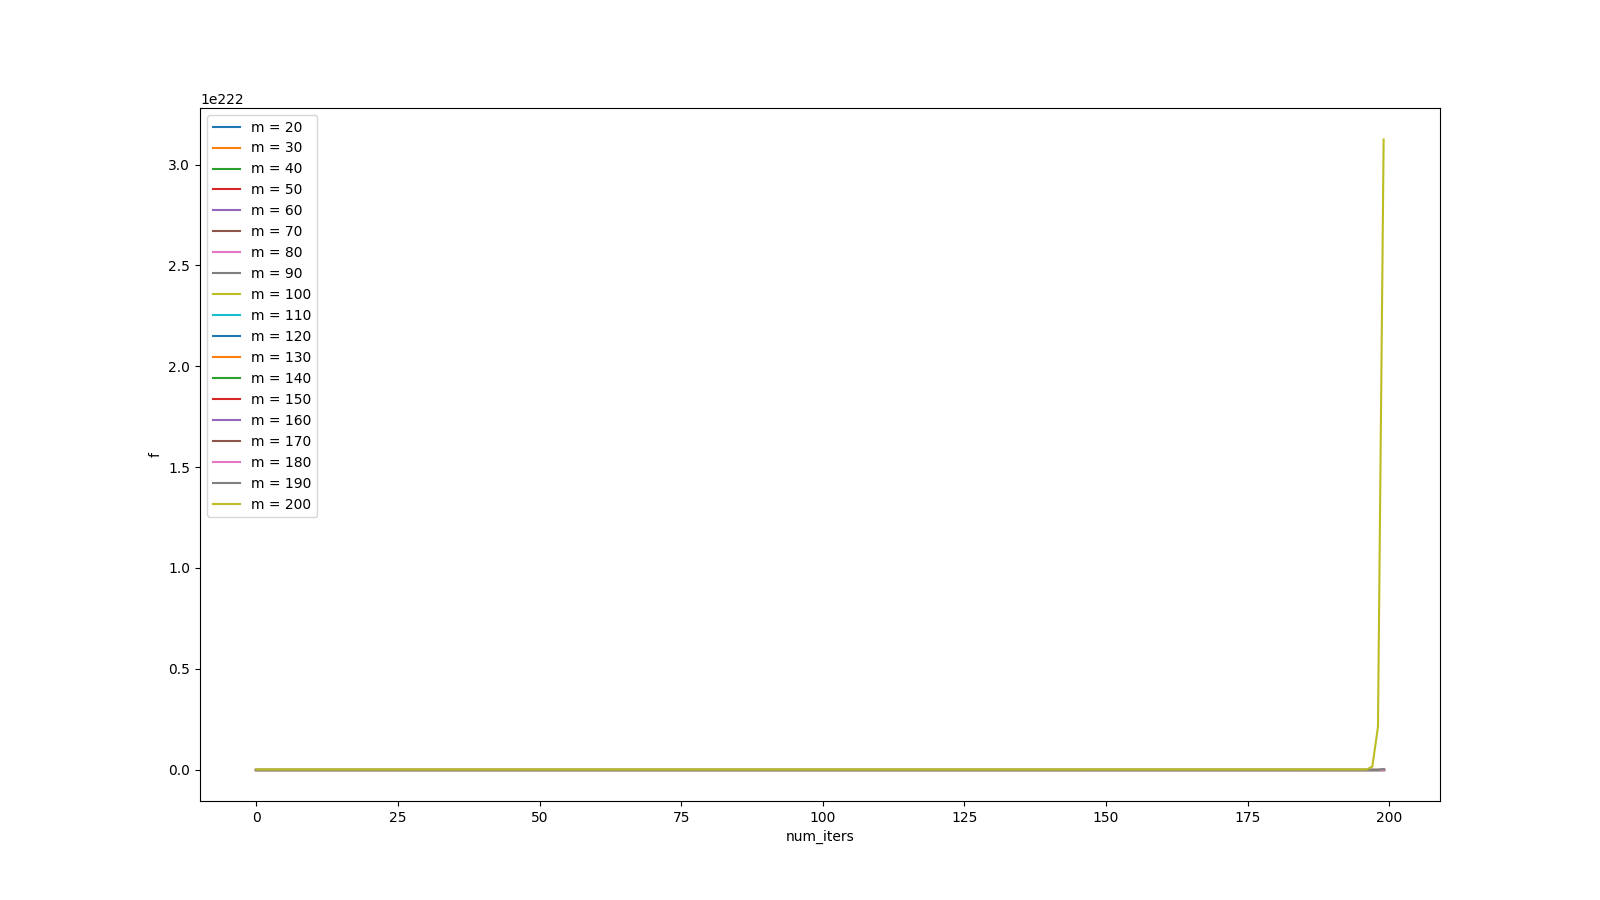 1e222
m = 20
m = 30
m = 40
m = 50
m = 60
m = 70
m = 80
m = 90
m = 100
m = 110
m = 120
m = 130
m = 140
m = 150
m = 160
m = 170
m = 180
m = 190
m = 200
3.0
2.5
2.0
1.5
1.0
0.5
0.0
f
0 25 50 75 100 125 150 175 200
num_iters